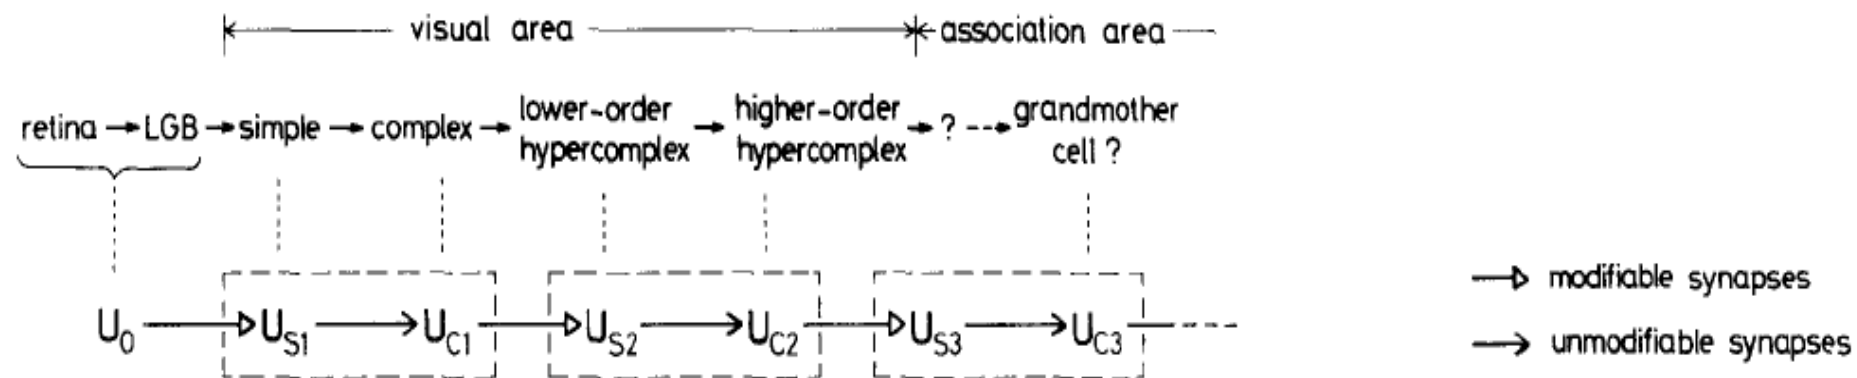 visual area association area
retina → LGB → simple → complex → lower-order hypercomplex → higher-order hypercomplex → ? ⇢ grandmother cell ?
U0 US1 UC1 US2 UC2 US3 UC3
modifiable synapses
unmodifiable synapses